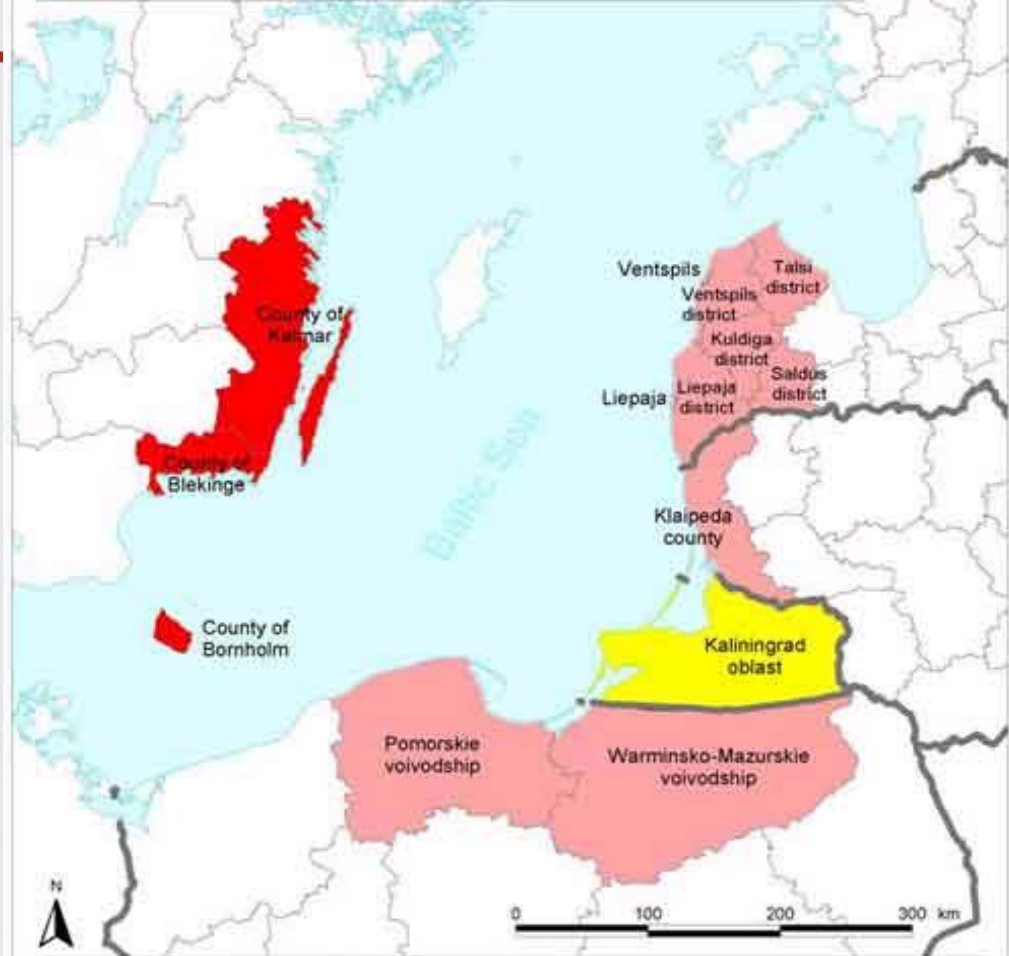 Ventspils
Talsi
district
Ventspils
district
County of
Kalmar
Kuldiga
district
Saldus
district
Liepaja
Liepaja
district
Baltic Sea
County of
Blekinge
Klaipeda
county
County of
Bornholm
Kaliningrad
oblast
Pomorskie
voivodship
Warminsko-Mazurskie
voivodship
N
0 100 200 300 km